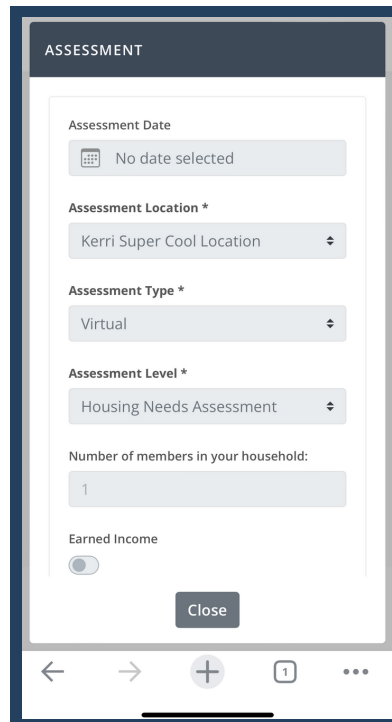 ASSESSMENT
Assessment Date
No date selected
Assessment Location *
Kerri Super Cool Location
Assessment Type *
Virtual
Assessment Level *
Housing Needs Assessment
Number of members in your household:
1
Earned Income
Close
1